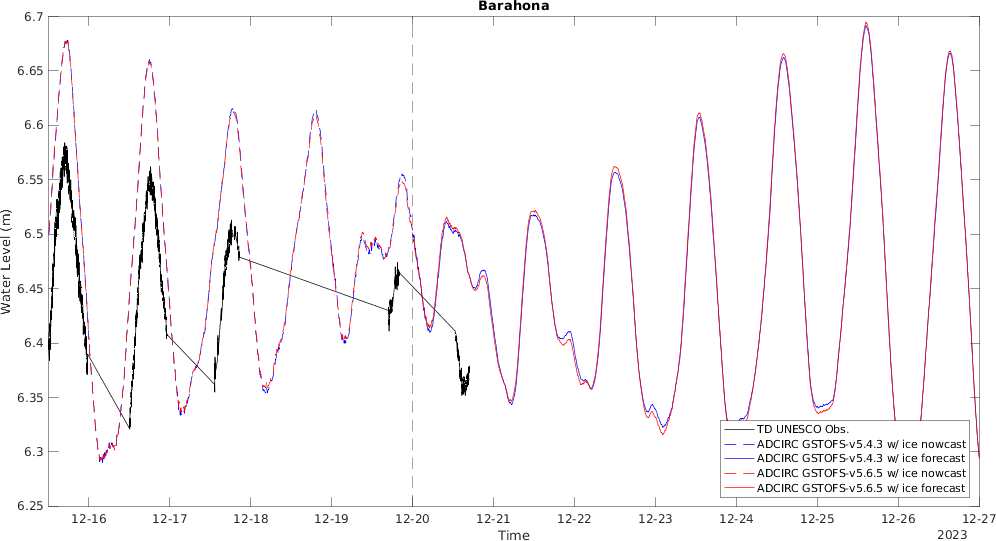 Barahona
6.7
6.65
6.6
6.55
6.5
6.45
6.4
6.35
6.3
6.25
Water Level (m)
TD UNESCO Obs.
ADCIRC GSTOFS-v5.4.3 w/ ice nowcast
ADCIRC GSTOFS-v5.4.3 w/ ice forecast
ADCIRC GSTOFS-v5.6.5 w/ ice nowcast
ADCIRC GSTOFS-v5.6.5 w/ ice forecast
12-16 12-17 12-18 12-19 12-20 12-21 12-22 12-23 12-24 12-25 12-26 12-27
Time
2023